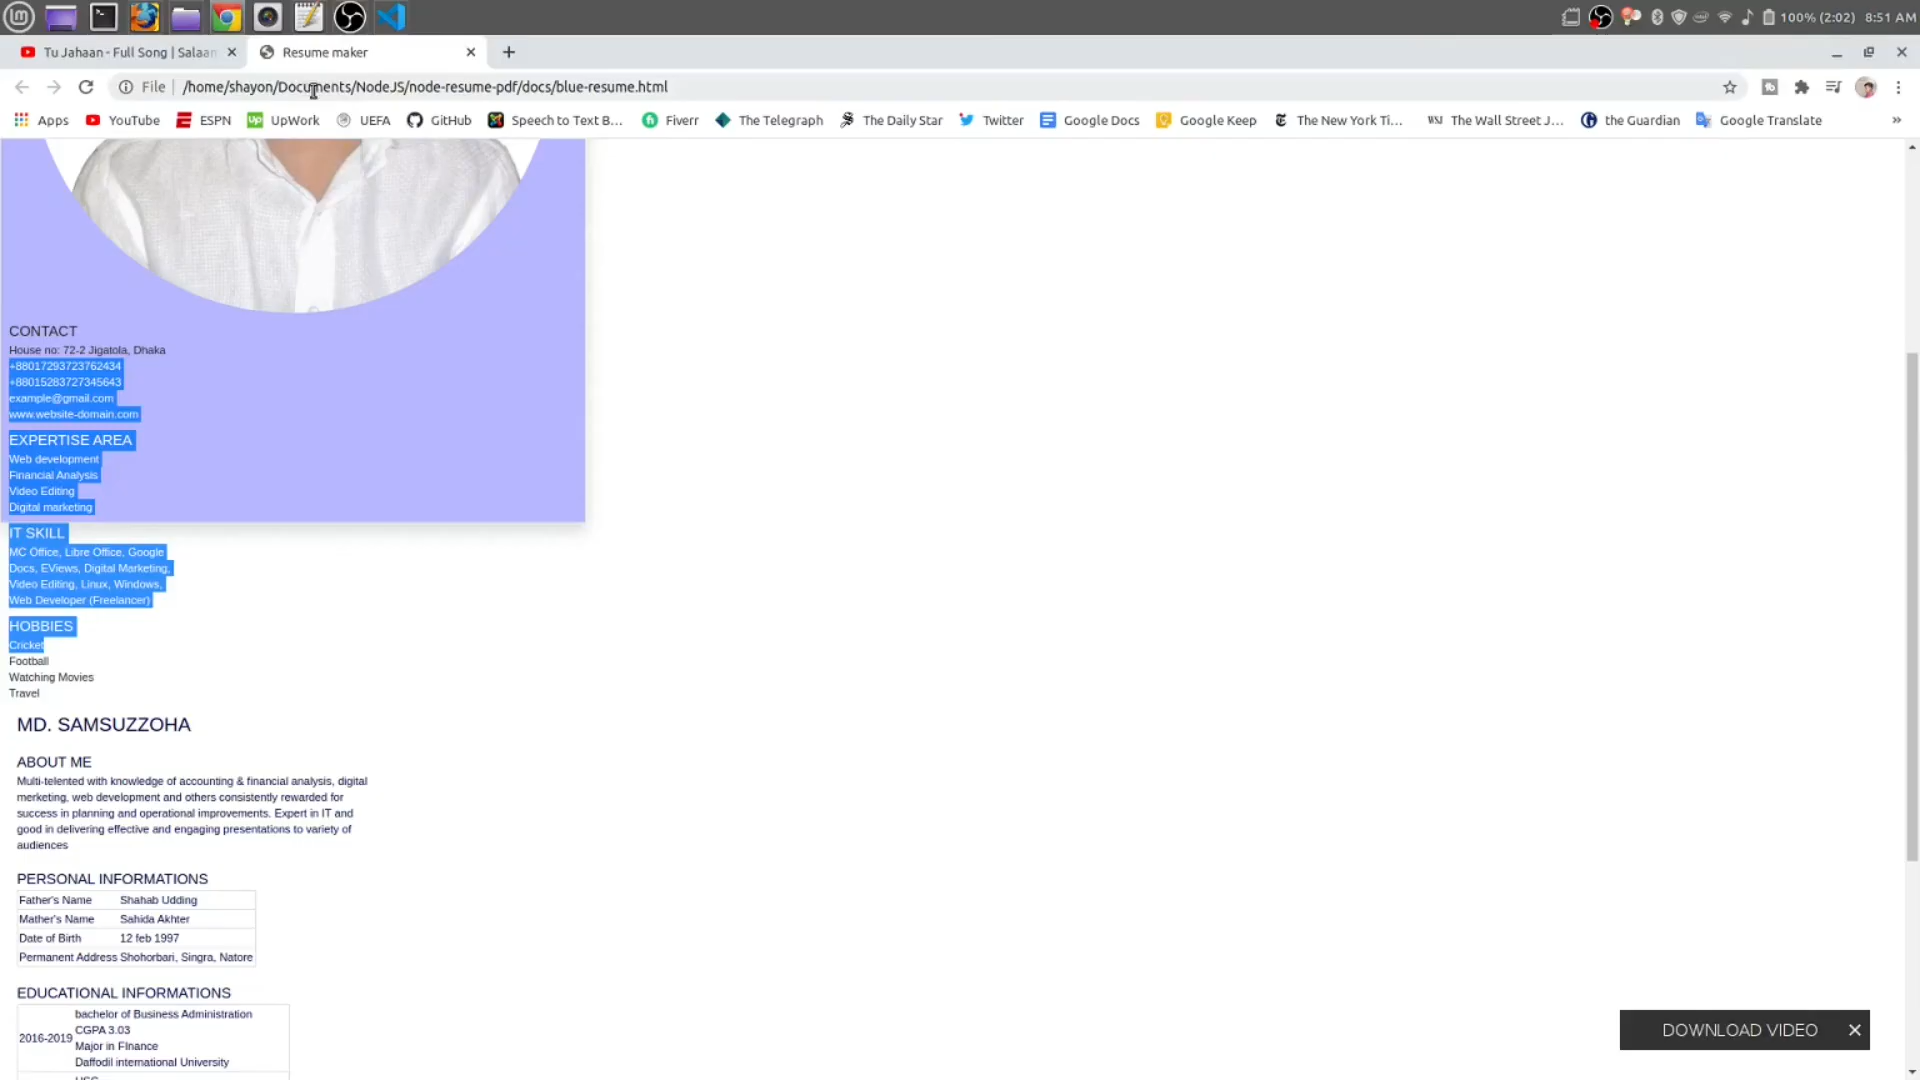 100% (2:02) 8:51 AM
Tu Jahaan - Full Song | Salaan
Resume maker
File /home/shayon/Documents/NodeJS/node-resume-pdf/docs/blue-resume.html
Apps YouTube ESPN UpWork UEFA GitHub Speech to Text B... Fiverr The Telegraph The Daily Star Twitter Google Docs Google Keep The New York Ti... The Wall Street J... the Guardian Google Translate »
CONTACT
House no: 72-2 Jigatola, Dhaka
+88017293723762434
+88015283727345643
example@gmail.com
www.website-domain.com
EXPERTISE AREA
Web development
Financial Analysis
Video Editing
Digital marketing
IT SKILL
MC Office, Libre Office, Google
Docs, EViews, Digital Marketing,
Video Editing, Linux, Windows,
Web Developer (Freelancer)
HOBBIES
Cricket
Football
Watching Movies
Travel
MD. SAMSUZZOHA
ABOUT ME
Multi-telented with knowledge of accounting & financial analysis, digital
merketing, web development and others consistently rewarded for
success in planning and operational improvements. Expert in IT and
good in delivering effective and engaging presentations to variety of
audiences
PERSONAL INFORMATIONS
Father's Name Shahab Udding
Mather's Name Sahida Akhter
Date of Birth 12 feb 1997
Permanent Address Shohorbari, Singra, Natore
EDUCATIONAL INFORMATIONS
bachelor of Business Administration
CGPA 3.03
2016-2019
Major in FInance
Daffodil international University
DOWNLOAD VIDEO